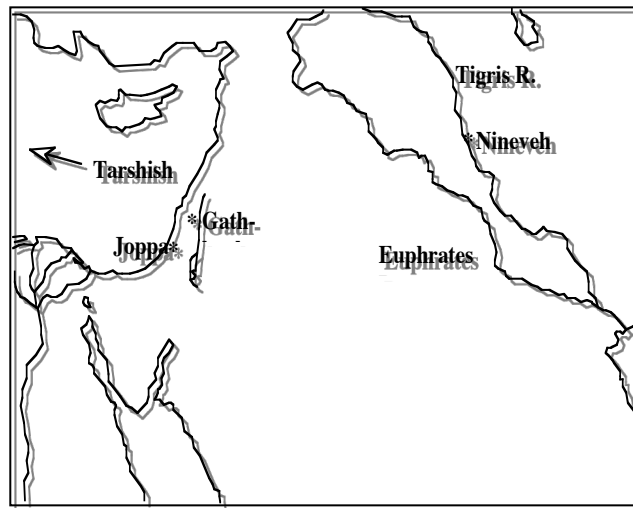 Tigris R.
*Nineveh
Tarshish
*Gath-
Joppa*
Euphrates